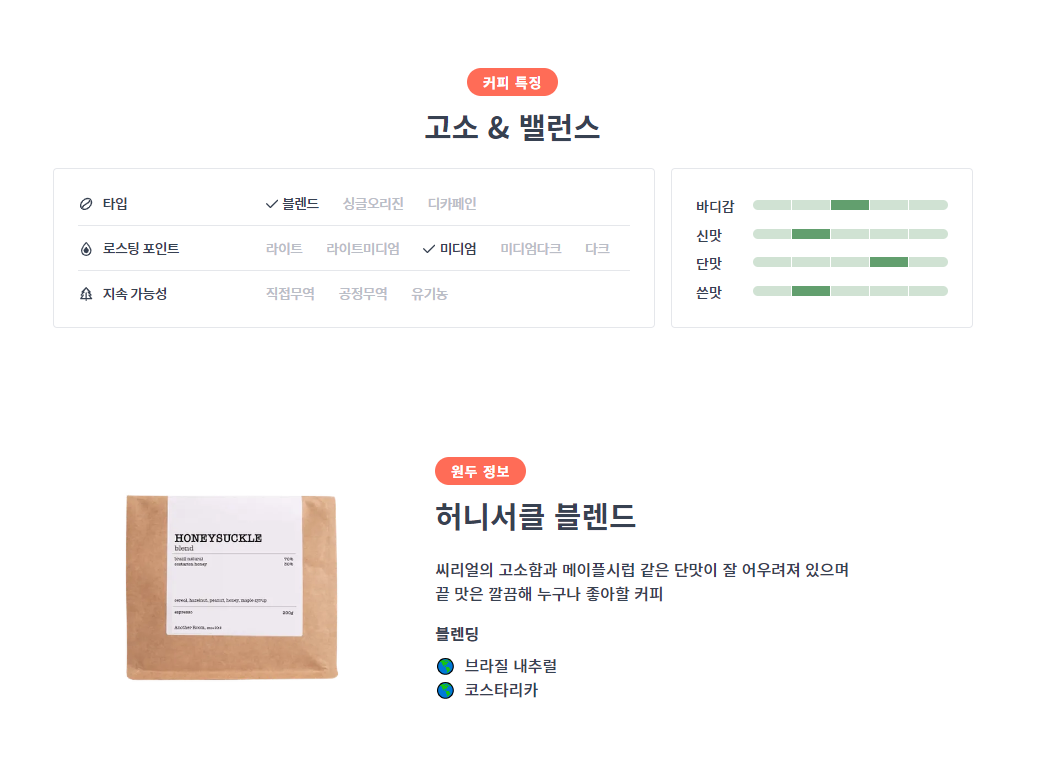 커피 특징
고소 & 밸런스
타입 블렌드 싱글오리진 디카페인
로스팅 포인트 라이트 라이트미디엄 미디엄 미디엄다크 다크
지속 가능성 직접무역 공정무역 유기농
바디감
신맛
단맛
쓴맛
원두 정보
허니서클 블렌드
씨리얼의 고소함과 메이플시럽 같은 단맛이 잘 어우려져 있으며
끝 맛은 깔끔해 누구나 좋아할 커피
블렌딩
브라질 내추럴
코스타리카
HONEYSUCKLE
blend
brazil natural 70%
costarica honey 30%
cereal, hazelnut, peanut, honey, maple syrup
espresso 200g
Another Room,